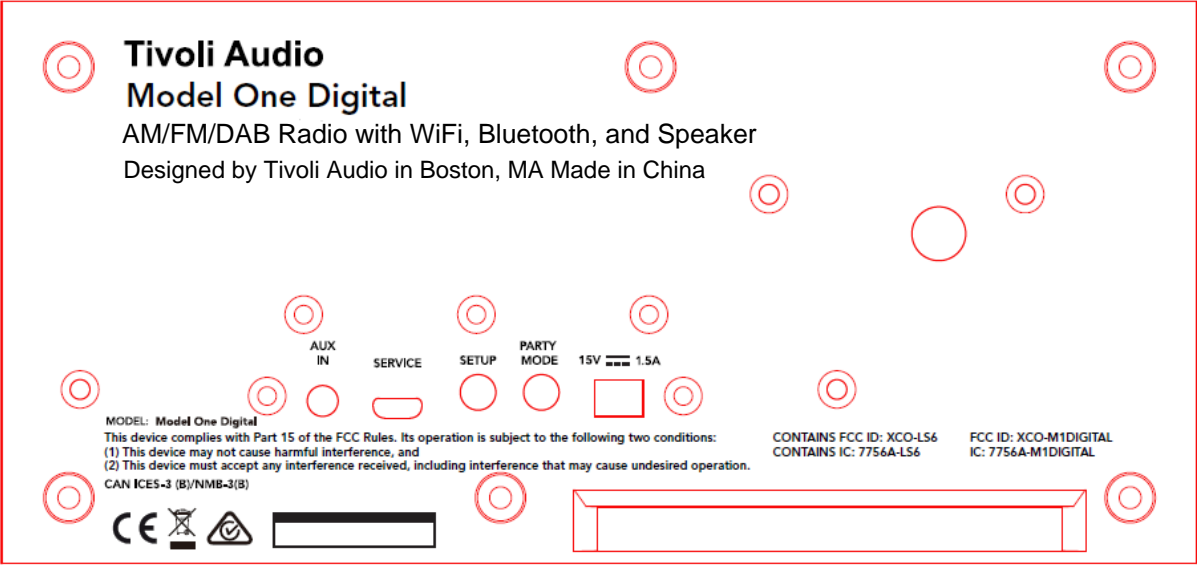 Tivoli Audio
Model One Digital
AM/FM/DAB Radio with WiFi, Bluetooth, and Speaker
Designed by Tivoli Audio in Boston, MA Made in China
AUX
IN
SERVICE
SETUP
PARTY
MODE
15V 1.5A
MODEL: Model One Digital
This device complies with Part 15 of the FCC Rules. Its operation is subject to the following two conditions:
(1) This device may not cause harmful interference, and
(2) This device must accept any interference received, including interference that may cause undesired operation.
CAN ICES-3 (B)/NMB-3(B)
CONTAINS FCC ID: XCO-LS6
CONTAINS IC: 7756A-LS6
FCC ID: XCO-M1DIGITAL
IC: 7756A-M1DIGITAL
CE